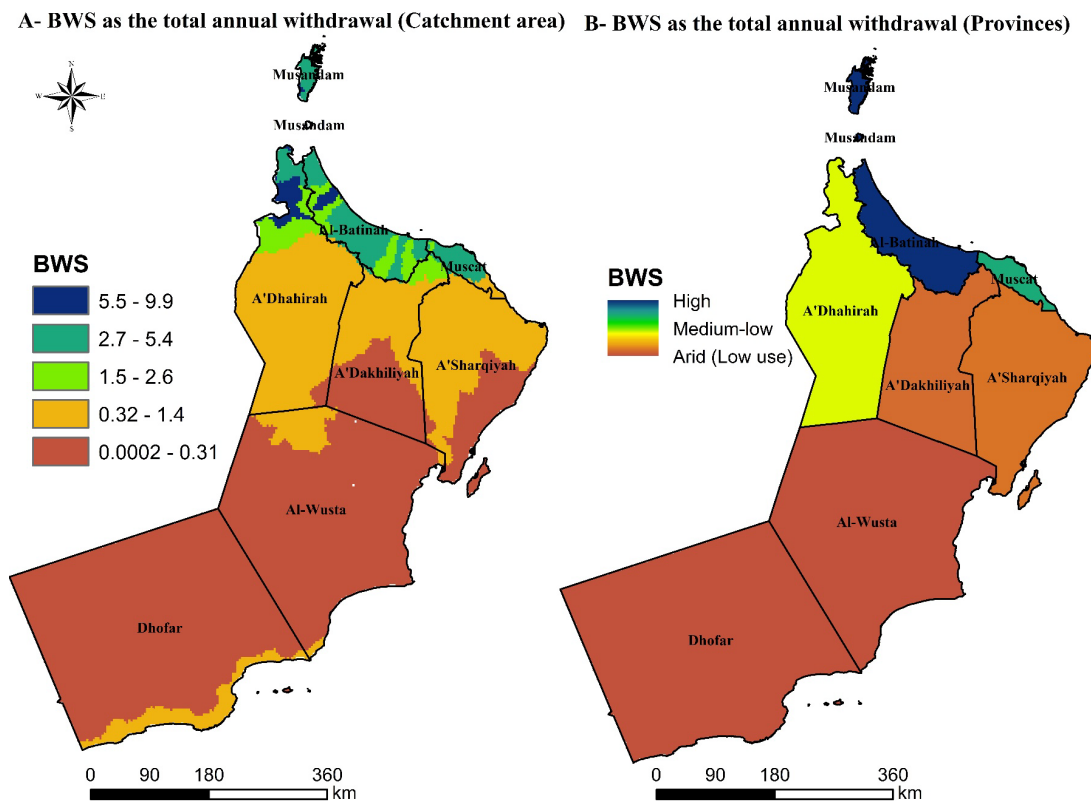 A- BWS as the total annual withdrawal (Catchment area)
N
W
E
S
Musandam
Musandam
Al-Batinah
Muscat
A'Dhahirah
A'Dakhiliyah
A'Sharqiyah
Al-Wusta
Dhofar
BWS
5.5 - 9.9
2.7 - 5.4
1.5 - 2.6
0.32 - 1.4
0.0002 - 0.31
0 90 180 360
km
B- BWS as the total annual withdrawal (Provinces)
Musandam
Musandam
Al-Batinah
Muscat
A'Dhahirah
A'Dakhiliyah
A'Sharqiyah
Al-Wusta
Dhofar
BWS
High
Medium-low
Arid (Low use)
0 90 180 360
km